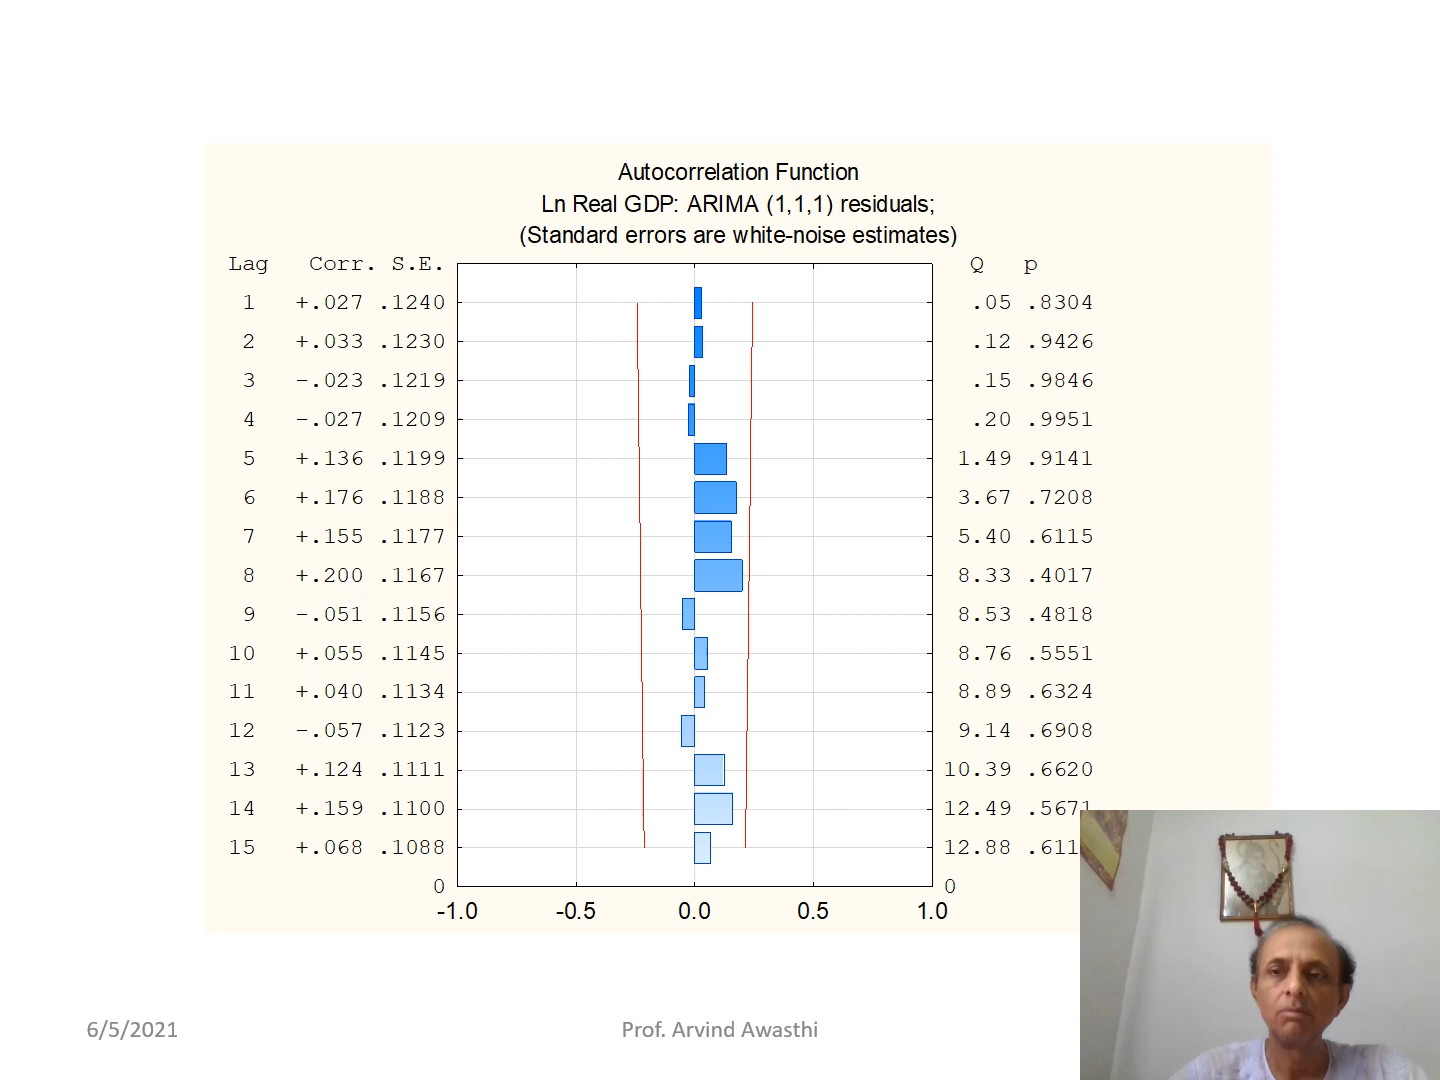 Autocorrelation Function
Ln Real GDP: ARIMA (1,1,1) residuals;
(Standard errors are white-noise estimates)
Lag Corr. S.E. Q p
1 +.027 .1240 .05 .8304
2 +.033 .1230 .12 .9426
3 -.023 .1219 .15 .9846
4 -.027 .1209 .20 .9951
5 +.136 .1199 1.49 .9141
6 +.176 .1188 3.67 .7208
7 +.155 .1177 5.40 .6115
8 +.200 .1167 8.33 .4017
9 -.051 .1156 8.53 .4818
10 +.055 .1145 8.76 .5551
11 +.040 .1134 8.89 .6324
12 -.057 .1123 9.14 .6908
13 +.124 .1111 10.39 .6620
14 +.159 .1100 12.49 .5671
15 +.068 .1088 12.88 .611
0 0
-1.0 -0.5 0.0 0.5 1.0
6/5/2021 Prof. Arvind Awasthi